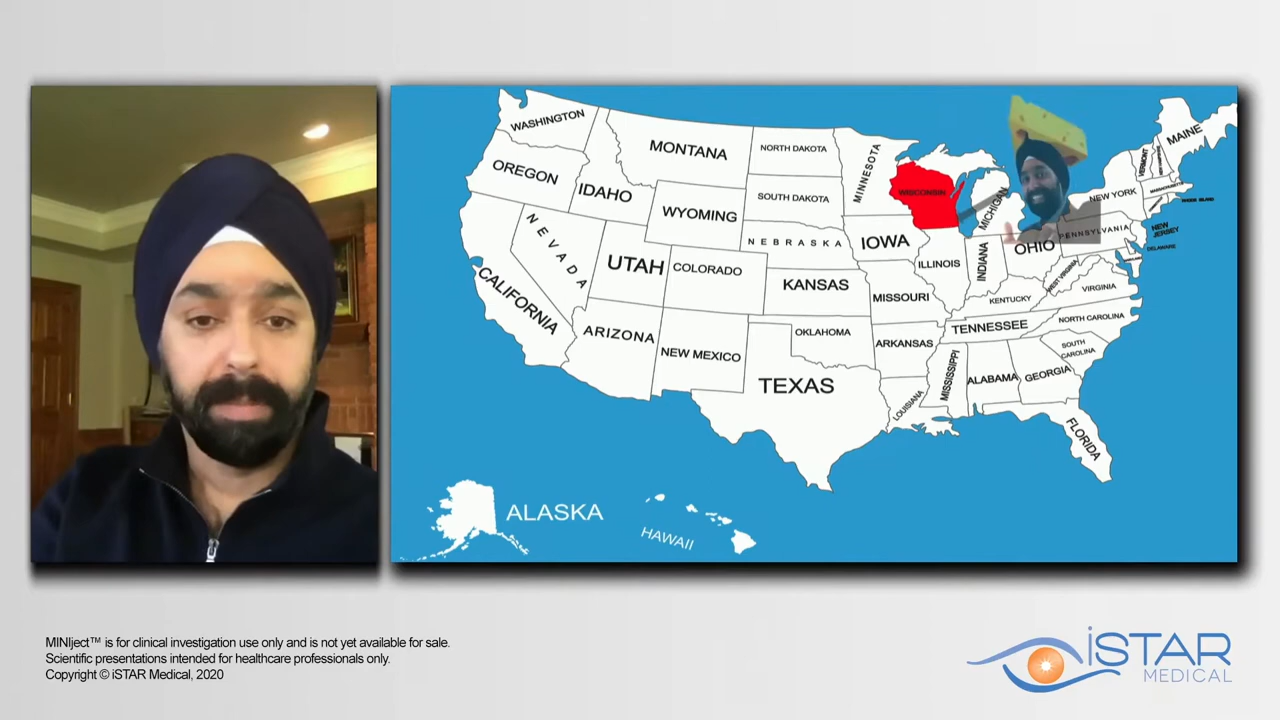 WASHINGTON
OREGON
IDAHO
MONTANA
WYOMING
NORTH DAKOTA
SOUTH DAKOTA
MINNESOTA
WISCONSIN
MICHIGAN
NEW YORK
VERMONT
MAINE
NEVADA
UTAH
COLORADO
NEBRASKA
KANSAS
IOWA
ILLINOIS
INDIANA
OHIO
PENNSYLVANIA
NEW
JERSEY
DELAWARE
CALIFORNIA
ARIZONA
NEW MEXICO
OKLAHOMA
TEXAS
MISSOURI
ARKANSAS
LOUISIANA
MISSISSIPPI
KENTUCKY
TENNESSEE
WEST VIRGINIA
VIRGINIA
NORTH CAROLINA
SOUTH
CAROLINA
ALABAMA
GEORGIA
FLORIDA
ALASKA
HAWAII
MINIject™ is for clinical investigation use only and is not yet available for sale.
Scientific presentations intended for healthcare professionals only.
Copyright © iSTAR Medical, 2020
iSTAR
MEDICAL